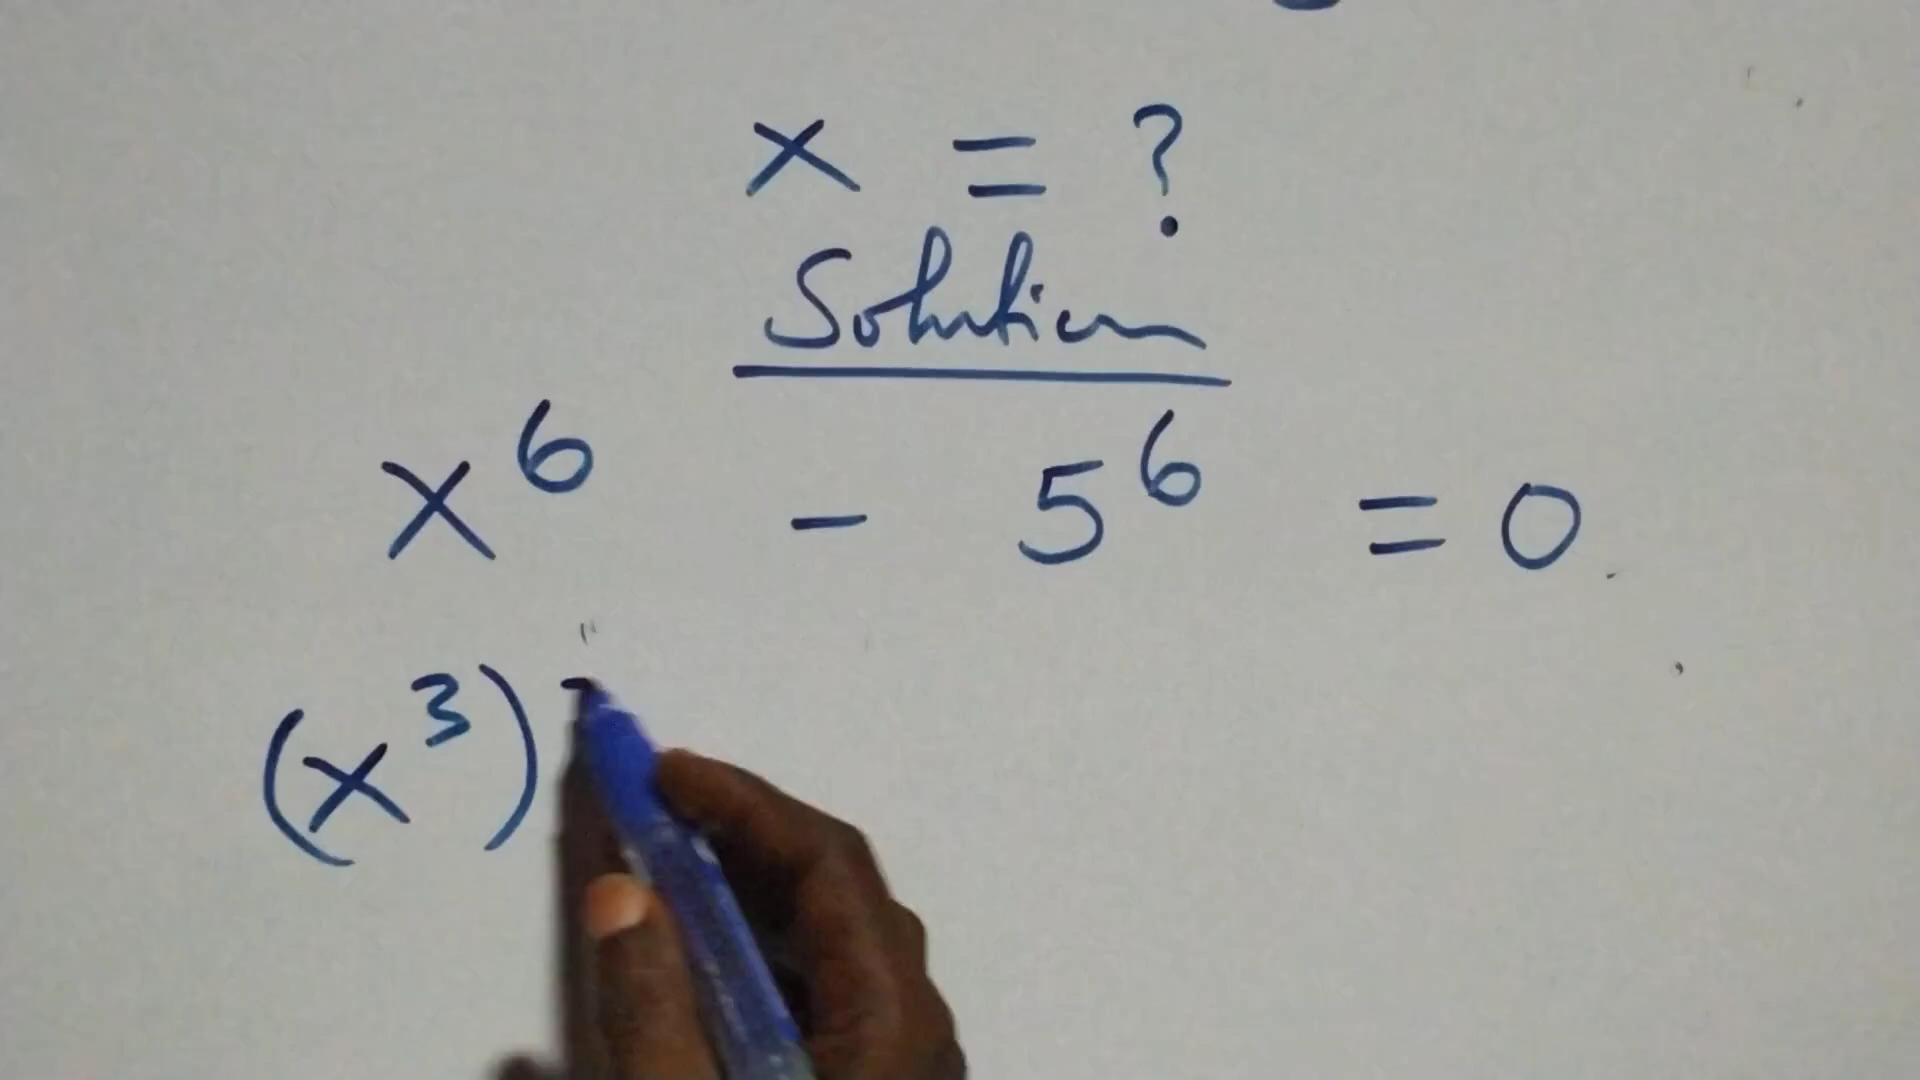 x = ?
Solution
x⁶ - 5⁶ = 0
(x³)